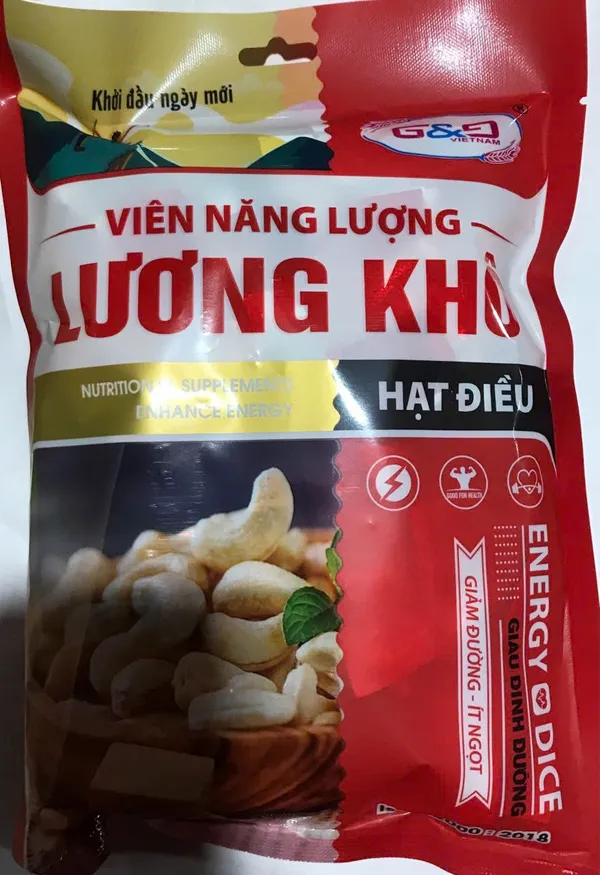 Khởi đầu ngày mới
G&G
®
VIETNAM
VIÊN NĂNG LƯỢNG
LƯƠNG KHÔ
NUTRITIONAL SUPPLEMENTS
ENHANCE ENERGY
HẠT ĐIỀU
GOOD FOR HEALTH
ENERGY DICE
GIÀU DINH DƯỠNG
GIẢM ĐƯỜNG - ÍT NGỌT
2018